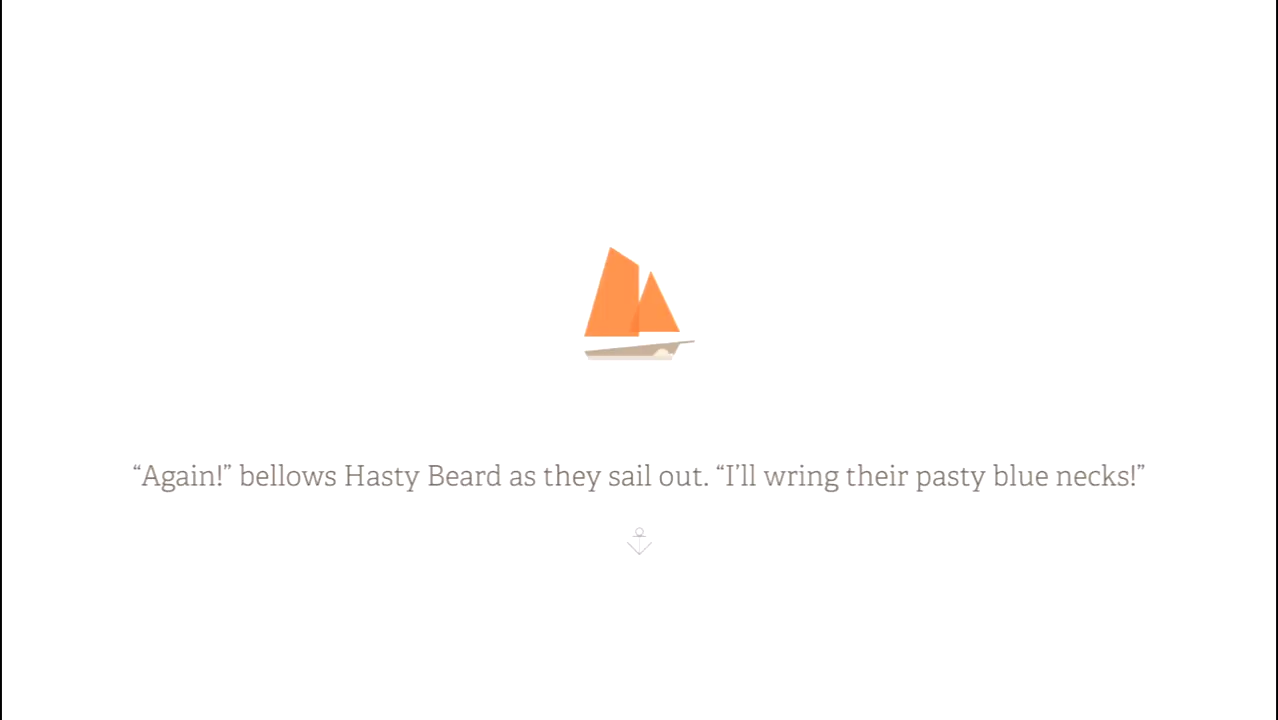 “Again!” bellows Hasty Beard as they sail out. “I’ll wring their pasty blue necks!”